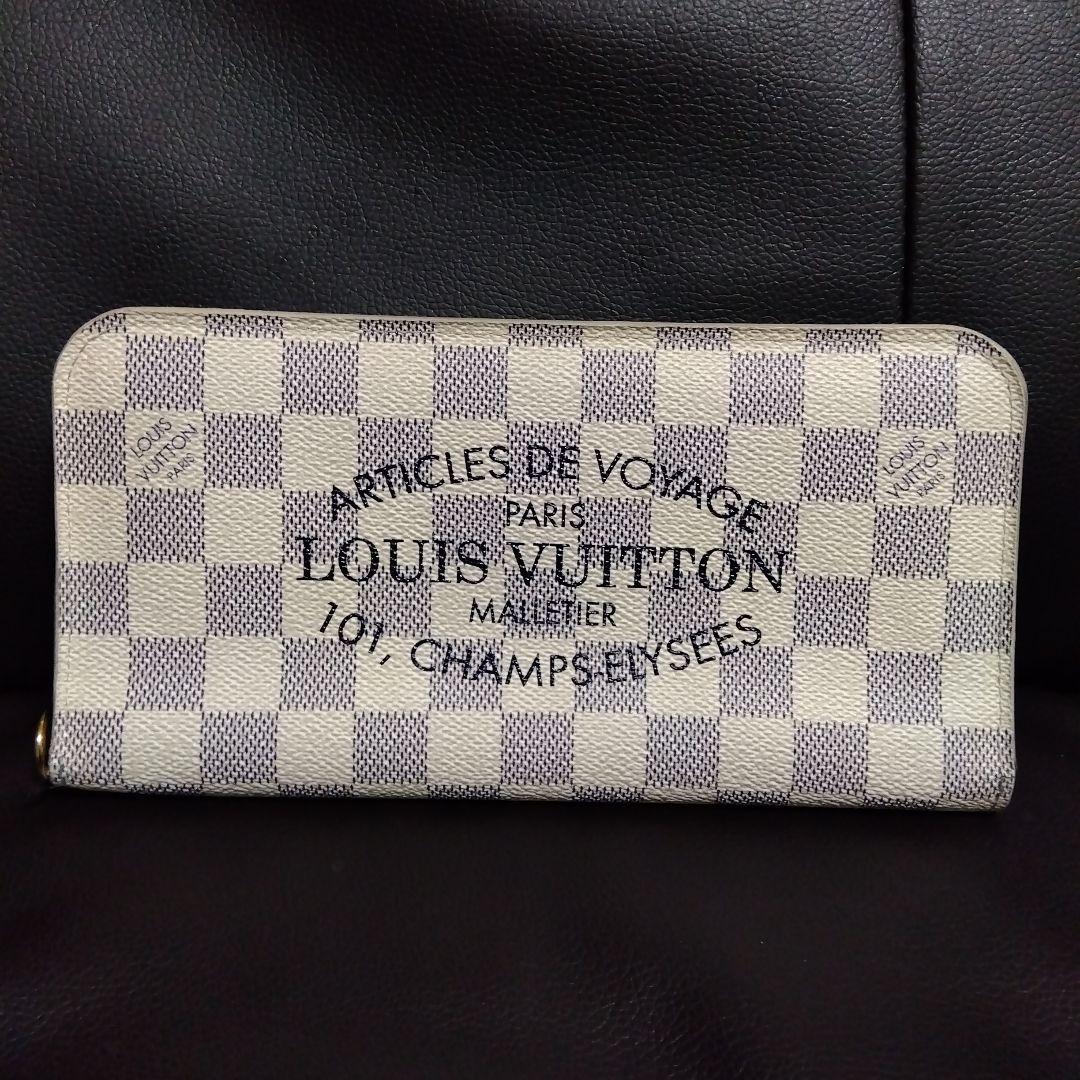 LOUIS
VUITTON
PARIS
LOUIS
VUITTON
PARIS
ARTICLES DE VOYAGE
PARIS
LOUIS VUITTON
MALLETIER
101, CHAMPS-ELYSEES